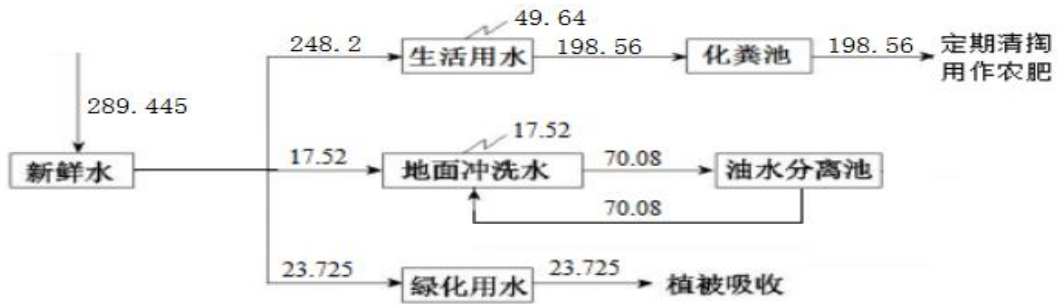 49.64
248.2
生活用水
198.56
化粪池
198.56
定期清掏
用作农肥
289.445
17.52
新鲜水
17.52
地面冲洗水
70.08
油水分离池
70.08
23.725
绿化用水
23.725
植被吸收